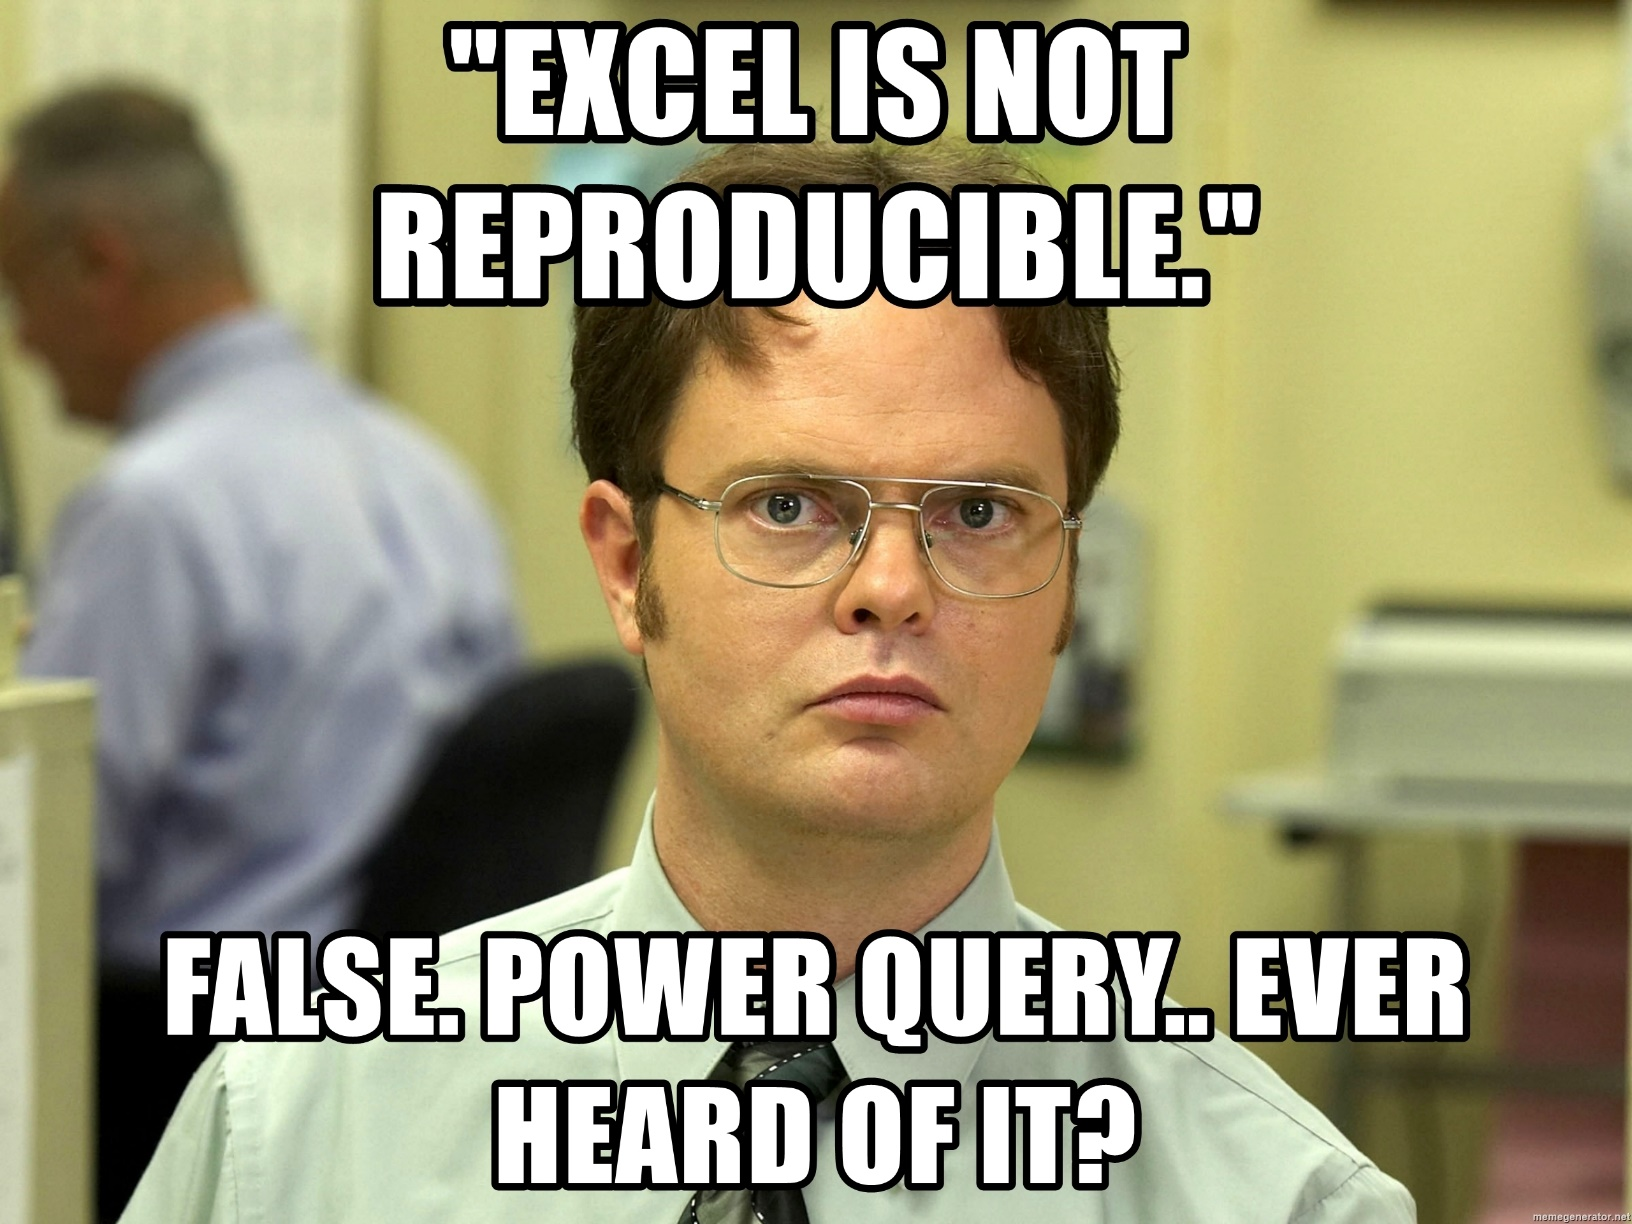 "EXCEL IS NOT
REPRODUCIBLE."
FALSE. POWER QUERY.. EVER
HEARD OF IT?
memegenerator.net